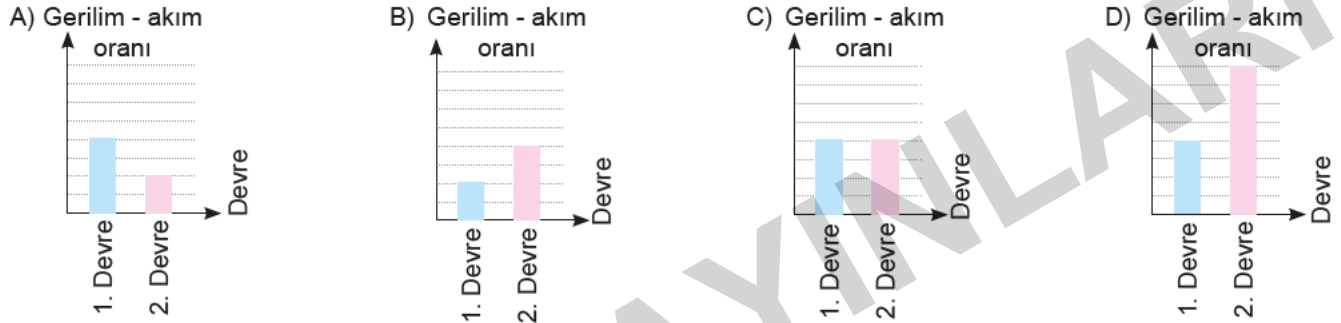 A) Gerilim - akım
oranı
Devre
1. Devre
2. Devre
B) Gerilim - akım
oranı
Devre
1. Devre
2. Devre
C) Gerilim - akım
oranı
Devre
1. Devre
2. Devre
D) Gerilim - akım
oranı
Devre
1. Devre
2. Devre
YAYINLARI